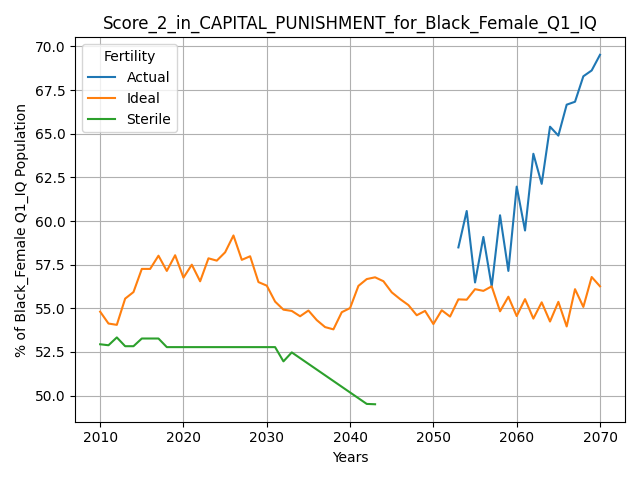 Score_2_in_CAPITAL_PUNISHMENT_for_Black_Female_Q1_IQ
Fertility
Actual
Ideal
Sterile
% of Black_Female Q1_IQ Population
70.0
67.5
65.0
62.5
60.0
57.5
55.0
52.5
50.0
2010 2020 2030 2040 2050 2060 2070
Years